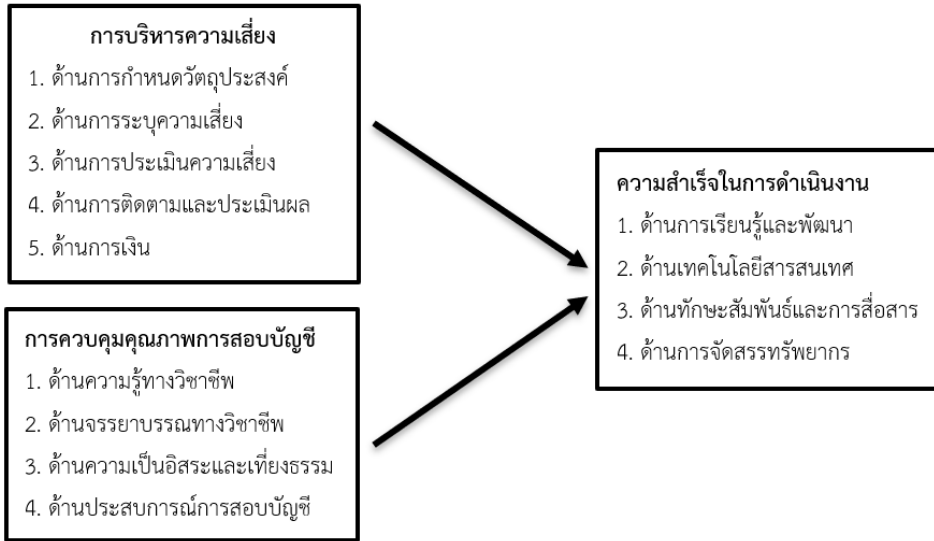 การบริหารความเสี่ยง
1. ด้านการกำหนดวัตถุประสงค์
2. ด้านการระบุความเสี่ยง
3. ด้านการประเมินความเสี่ยง
4. ด้านการติดตามและประเมินผล
5. ด้านการเงิน
การควบคุมคุณภาพการสอบบัญชี
1. ด้านความรู้ทางวิชาชีพ
2. ด้านจรรยาบรรณทางวิชาชีพ
3. ด้านความเป็นอิสระและเที่ยงธรรม
4. ด้านประสบการณ์การสอบบัญชี
ความสำเร็จในการดำเนินงาน
1. ด้านการเรียนรู้และพัฒนา
2. ด้านเทคโนโลยีสารสนเทศ
3. ด้านทักษะสัมพันธ์และการสื่อสาร
4. ด้านการจัดสรรทรัพยากร